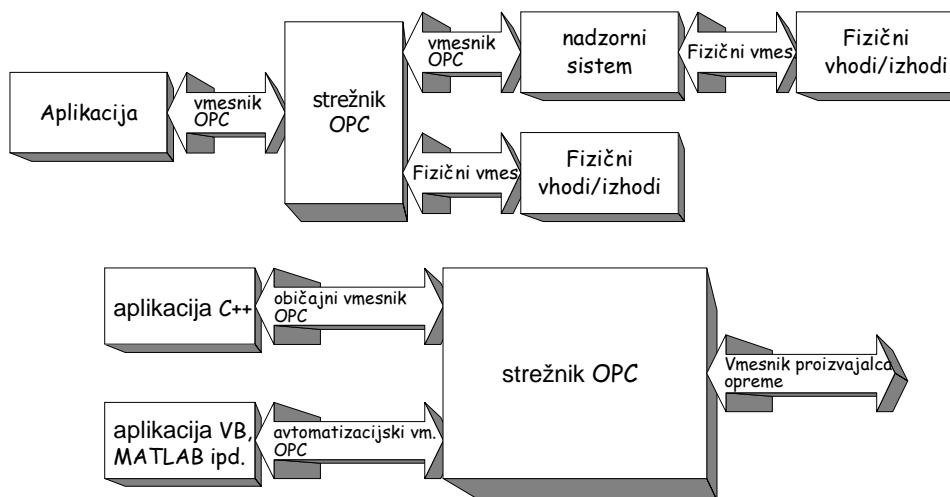 Aplikacija
vmesnik
OPC
strežnik
OPC
vmesnik
OPC
nadzorni
sistem
Fizični vmes
Fizični
vhodi/izhodi
Fizični vmes
Fizični
vhodi/izhodi
aplikacija C++
običajni vmesnik
OPC
strežnik OPC
Vmesnik proizvajalca
opreme
aplikacija VB,
MATLAB ipd.
avtomatizacijski vm.
OPC